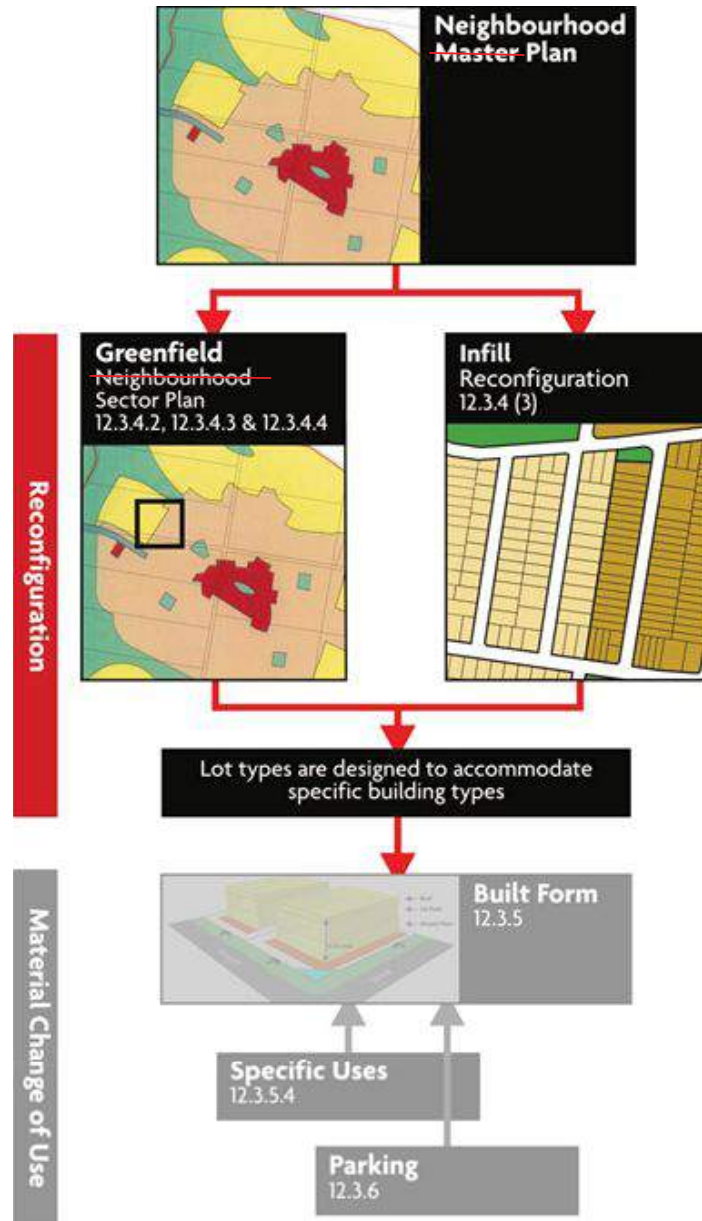 Neighbourhood
Master Plan
Greenfield
Neighbourhood
Sector Plan
12.3.4.2, 12.3.4.3 & 12.3.4.4
Infill
Reconfiguration
12.3.4 (3)
Reconfiguration
Lot types are designed to accommodate
specific building types
Material Change of Use
Built Form
12.3.5
Specific Uses
12.3.5.4
Parking
12.3.6